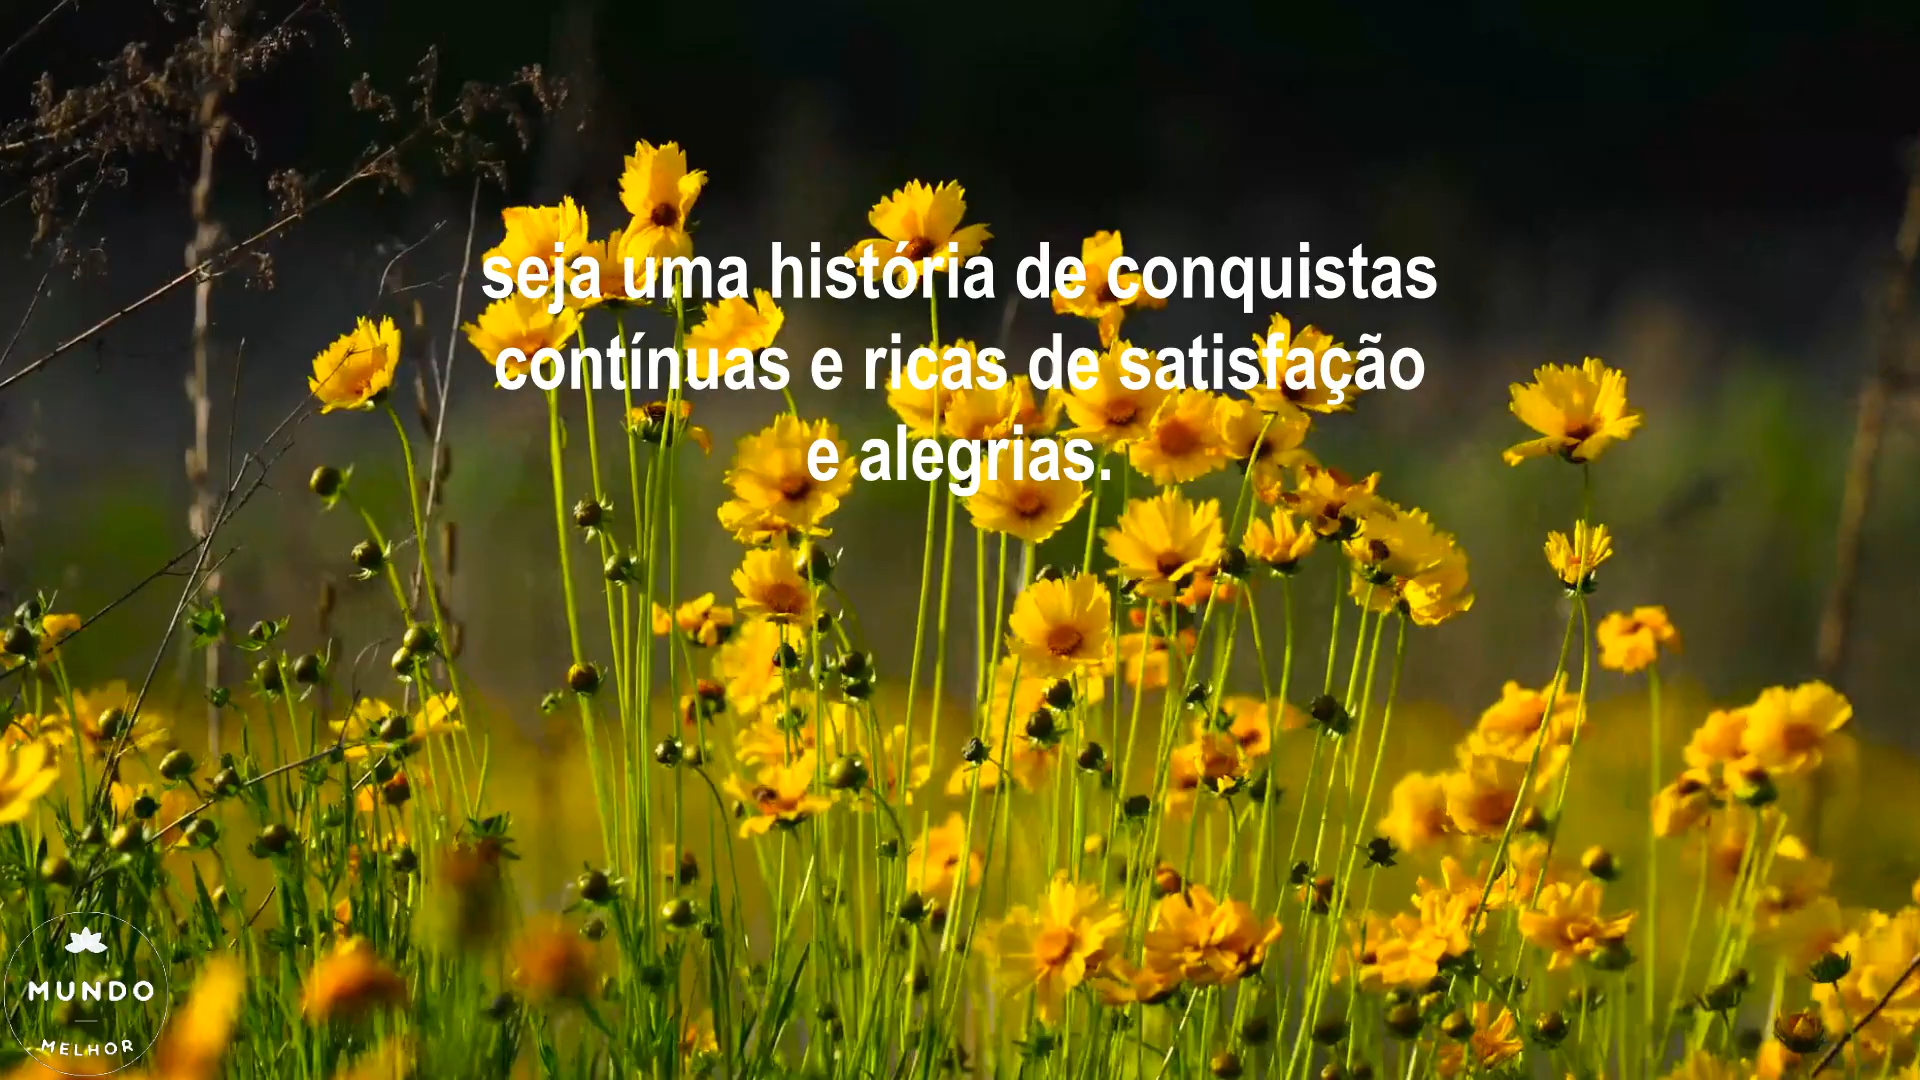 seja uma história de conquistas
contínuas e ricas de satisfação
e alegrias.
MUNDO
MELHOR